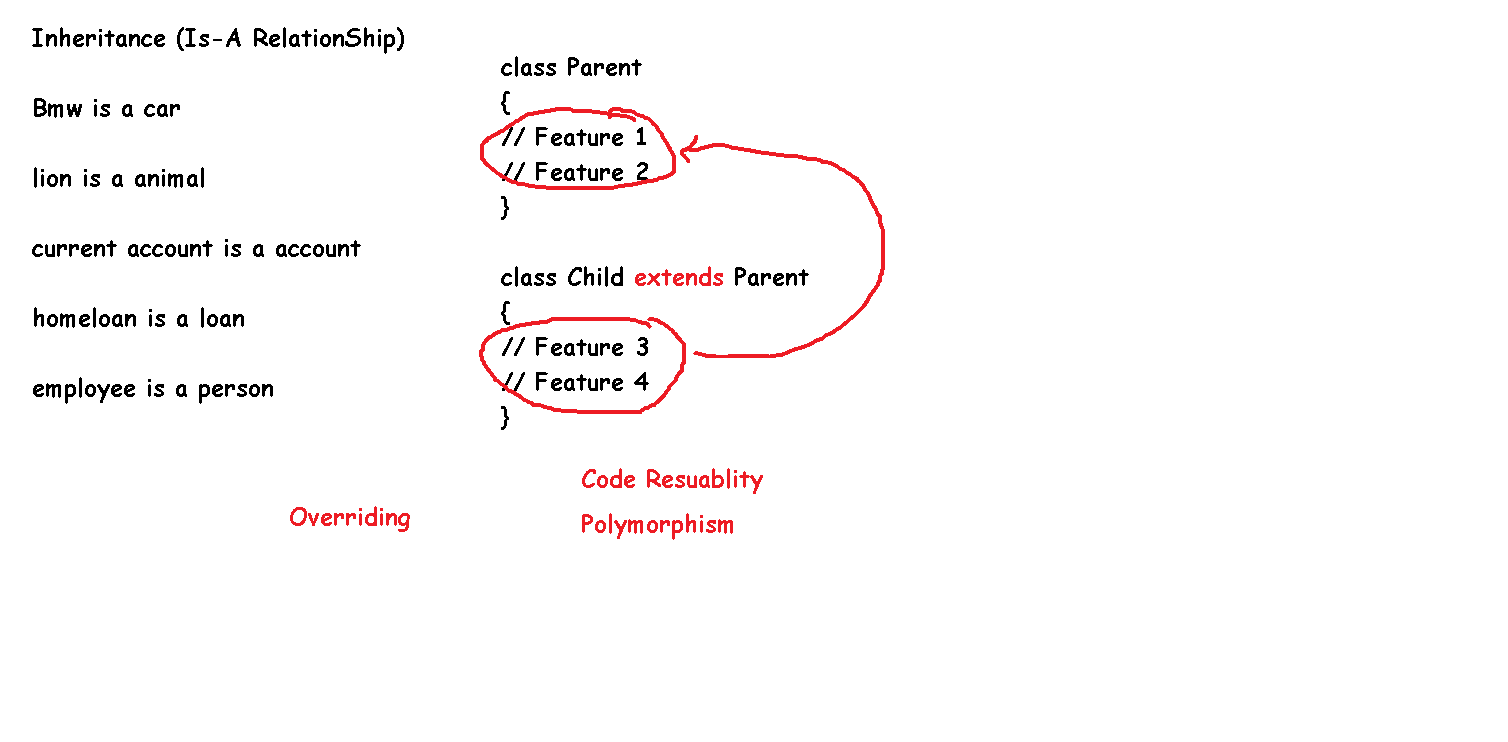 Inheritance (Is-A RelationShip)
Bmw is a car
lion is a animal
current account is a account
homeloan is a loan
employee is a person
class Parent
{
// Feature 1
// Feature 2
}
class Child extends Parent
{
// Feature 3
// Feature 4
}
Code Resuablity
Overriding
Polymorphism